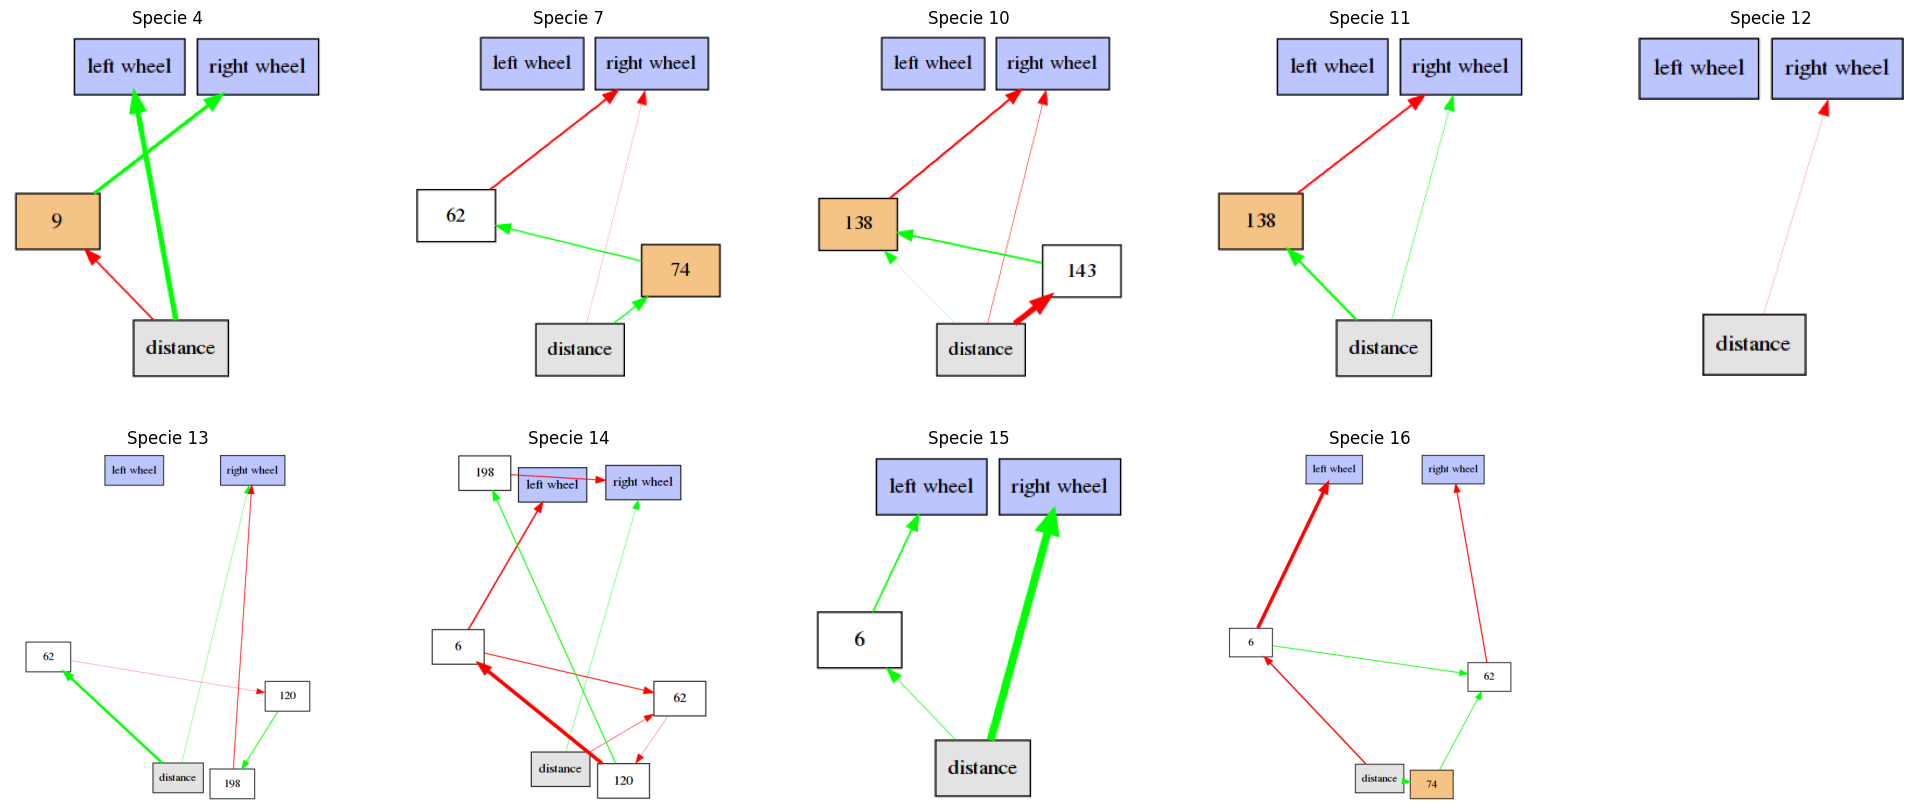 Specie 4
left wheel
right wheel
9
distance
Specie 7
left wheel
right wheel
62
74
distance
Specie 10
left wheel
right wheel
138
143
distance
Specie 11
left wheel
right wheel
138
distance
Specie 12
left wheel
right wheel
distance
Specie 13
left wheel
right wheel
62
120
distance
198
Specie 14
198
left wheel
right wheel
6
62
distance
120
Specie 15
left wheel
right wheel
6
distance
Specie 16
left wheel
right wheel
6
62
distance
74